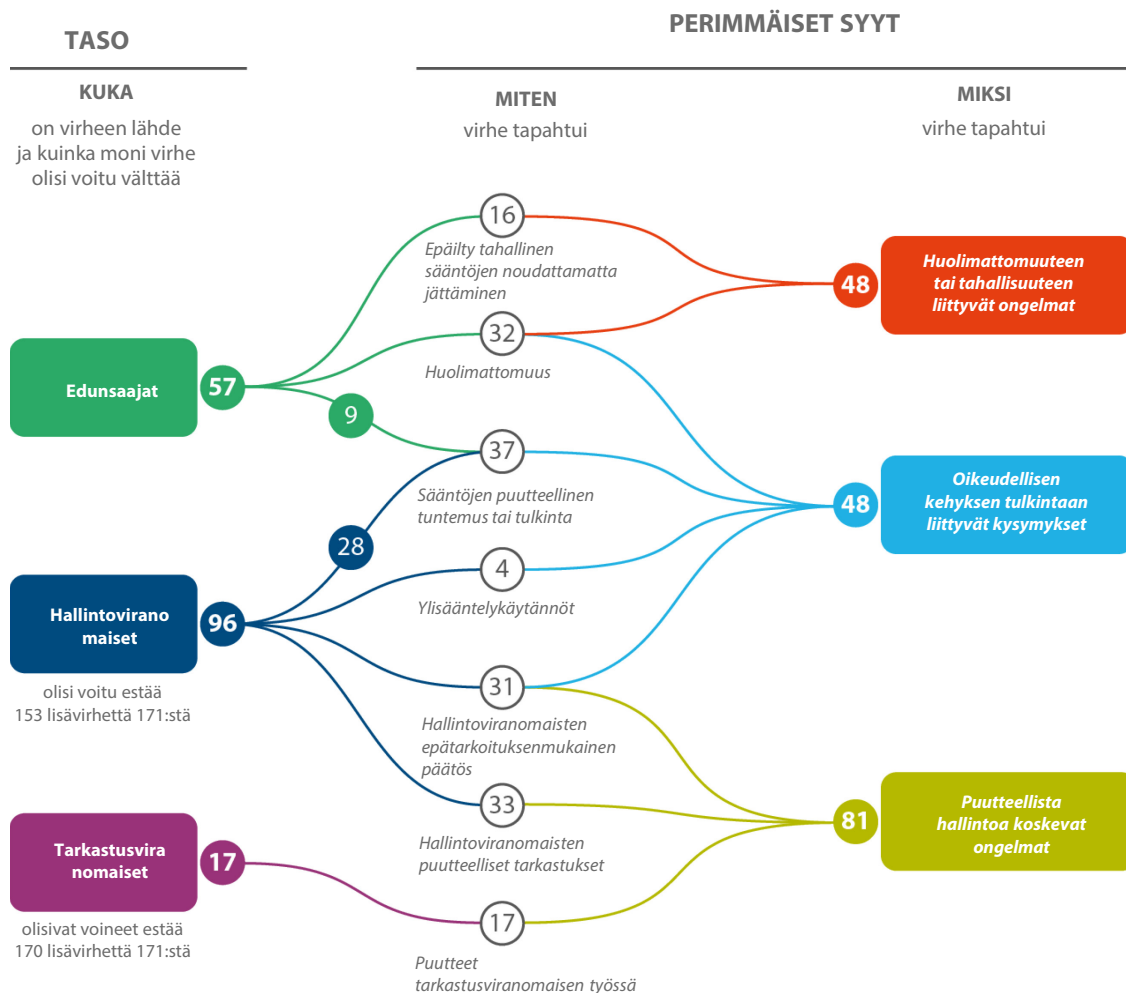 TASO
KUKA
on virheen lähde
ja kuinka moni virhe
olisi voitu välttää
PERIMMÄISET SYYT
MITEN
virhe tapahtui
MIKSI
virhe tapahtui
Edunsaajat
57
9
Hallintovirano
maiset
96
28
olisi voitu estää
153 lisävirhettä 171:stä
Tarkastusvira
nomaiset
17
olisivat voineet estää
170 lisävirhettä 171:stä
16
Epäilty tahallinen
sääntöjen noudattamatta
jättäminen
32
Huolimattomuus
37
Sääntöjen puutteellinen
tuntemus tai tulkinta
4
Ylisääntelykäytännöt
31
Hallintoviranomaisten
epätarkoituksenmukainen
päätös
33
Hallintoviranomaisten
puutteelliset tarkastukset
17
Puutteet
tarkastusviranomaisen työssä
48
Huolimattomuuteen
tai tahallisuuteen
liittyvät ongelmat
48
Oikeudellisen
kehyksen tulkintaan
liittyvät kysymykset
81
Puutteellista
hallintoa koskevat
ongelmat